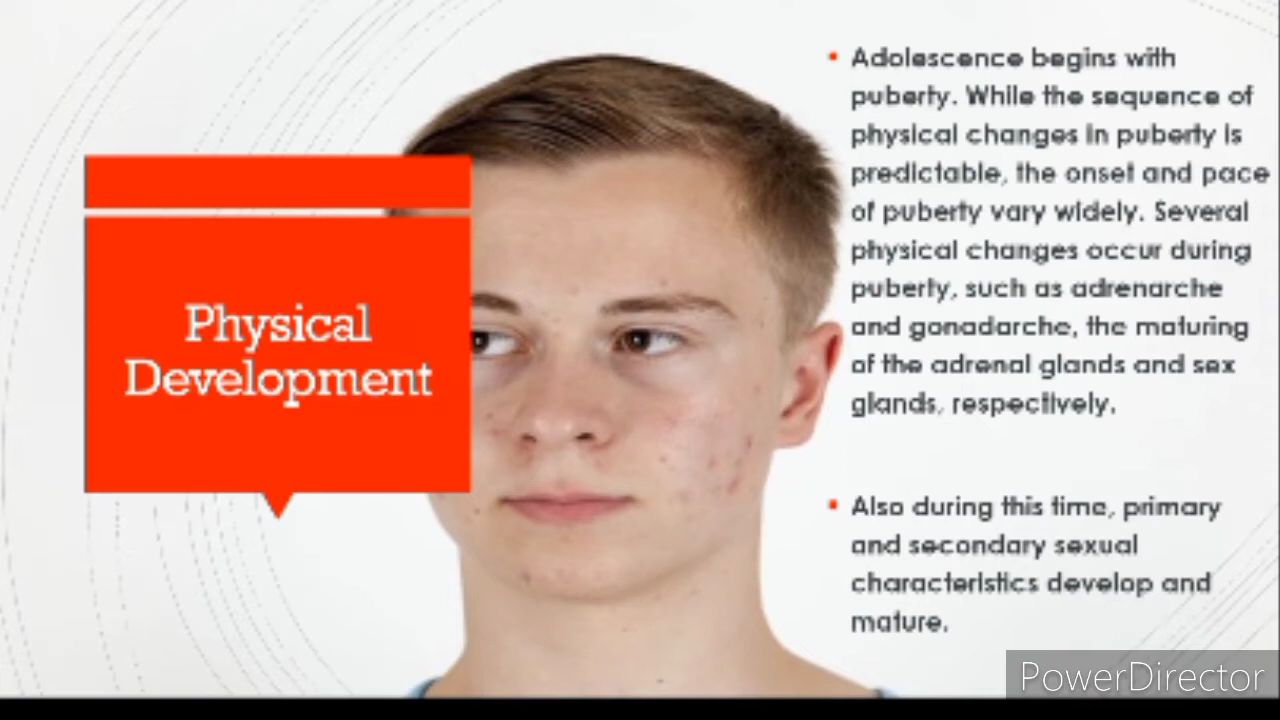 Physical
Development
Adolescence begins with
puberty. While the sequence of
physical changes in puberty is
predictable, the onset and pace
of puberty vary widely. Several
physical changes occur during
puberty, such as adrenarche
and gonadarche, the maturing
of the adrenal glands and sex
glands, respectively.
Also during this time, primary
and secondary sexual
characteristics develop and
mature.
PowerDirector